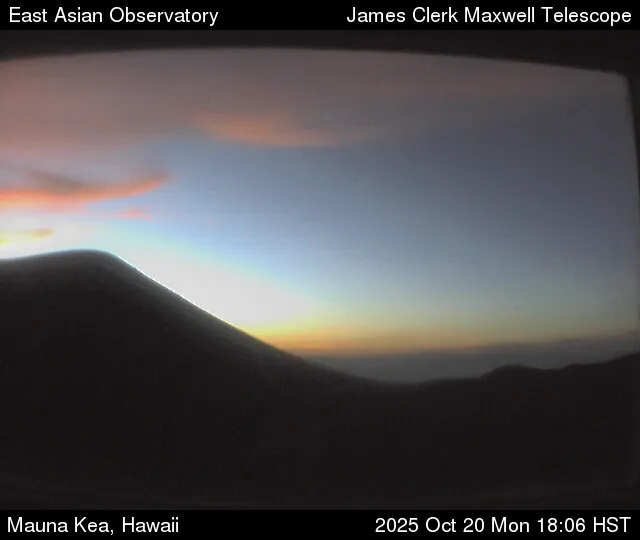 East Asian Observatory
James Clerk Maxwell Telescope
Mauna Kea, Hawaii
2025 Oct 20 Mon 18:06 HST